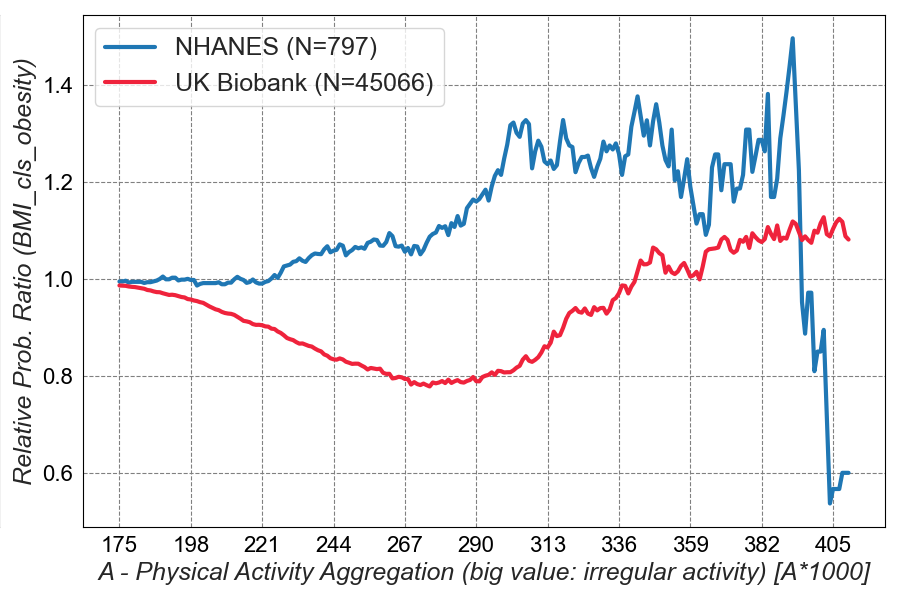 NHANES (N=797)
UK Biobank (N=45066)
Relative Prob. Ratio (BMI_cls_obesity)
1.4
1.2
1.0
0.8
0.6
175 198 221 244 267 290 313 336 359 382 405
A - Physical Activity Aggregation (big value: irregular activity) [A*1000]